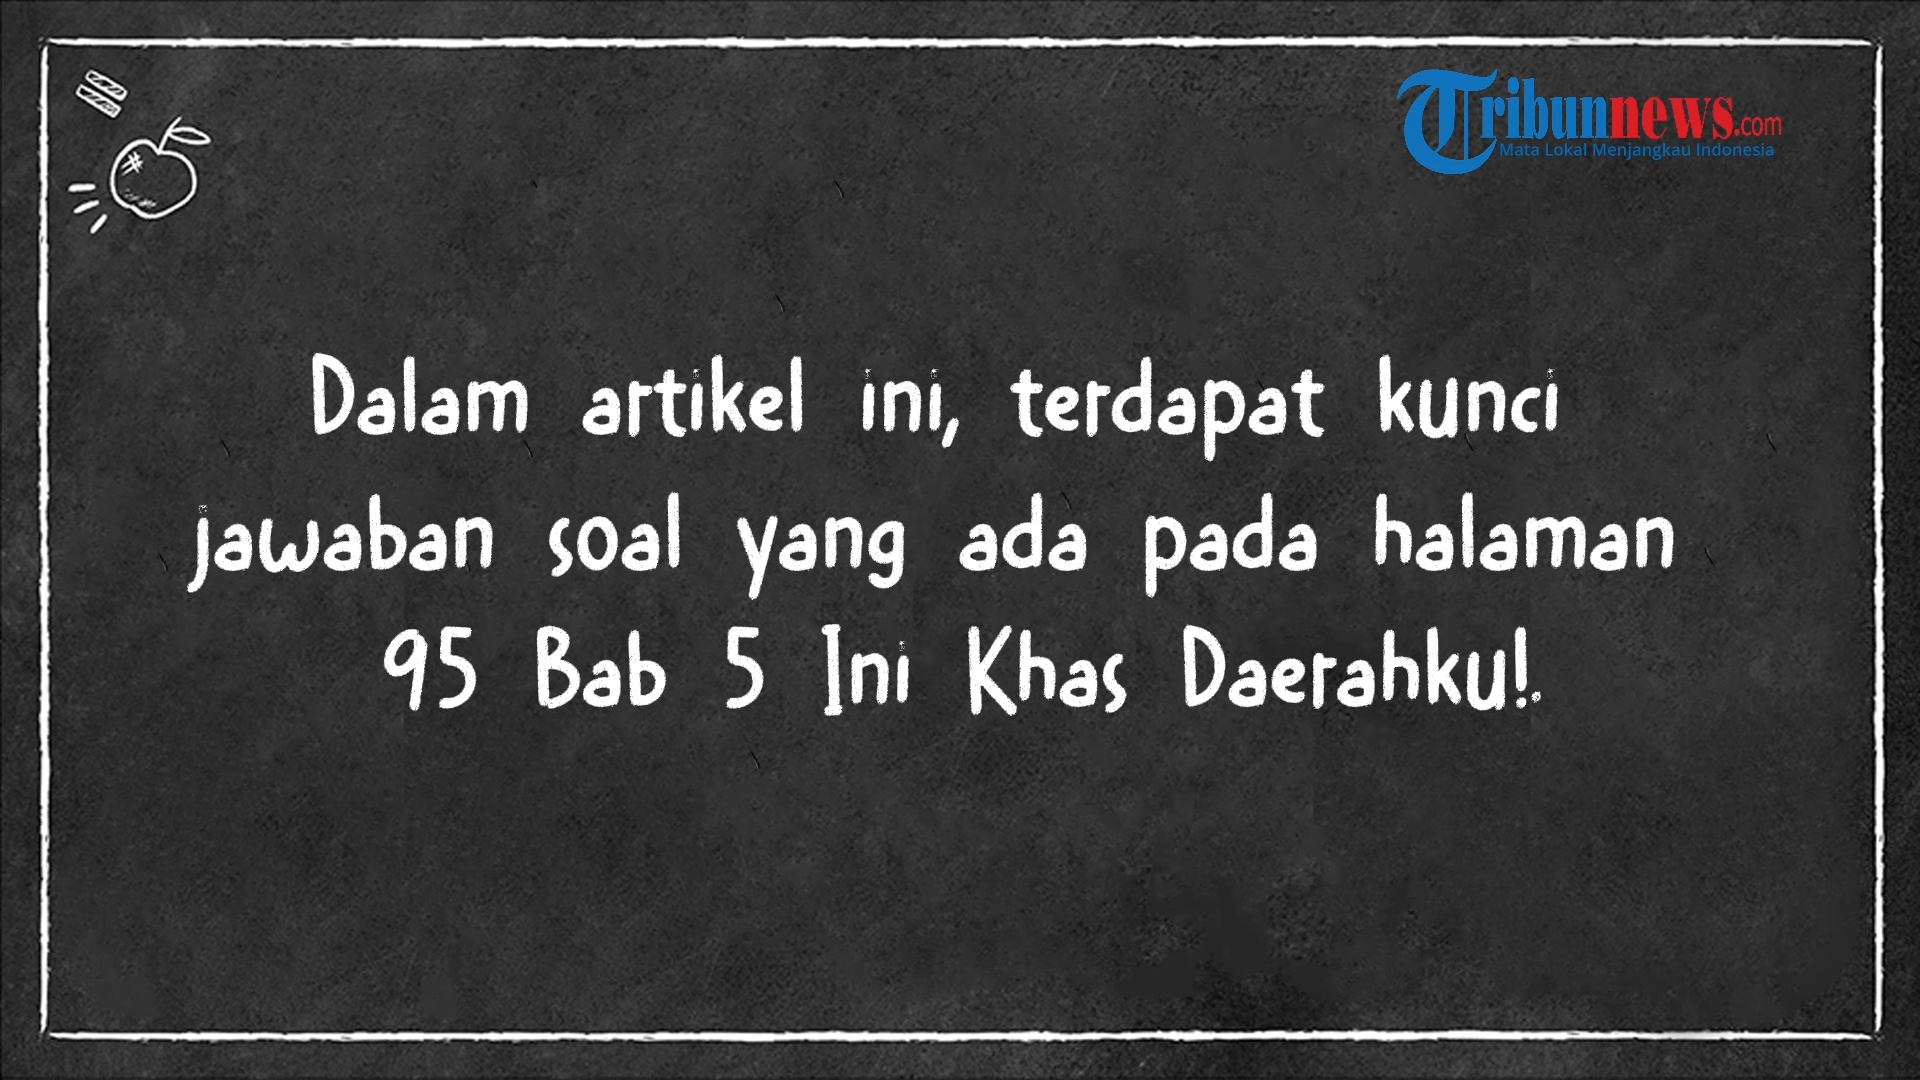 Tribunnews.com
Mata Lokal Menjangkau Indonesia
Dalam artikel ini, terdapat kunci
jawaban soal yang ada pada halaman
95 Bab 5 Ini Khas Daerahku!.